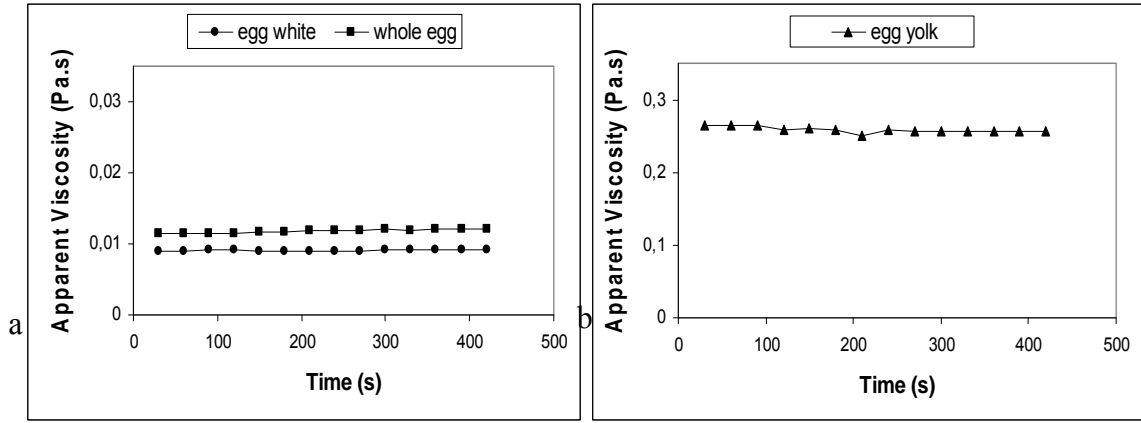 egg white whole egg
Apparent Viscosity (Pa.s)
0,03
0,02
0,01
0
0 100 200 300 400 500
Time (s)
a
egg yolk
Apparent Viscosity (Pa.s)
0,3
0,2
0,1
0
0 100 200 300 400 500
Time (s)
b